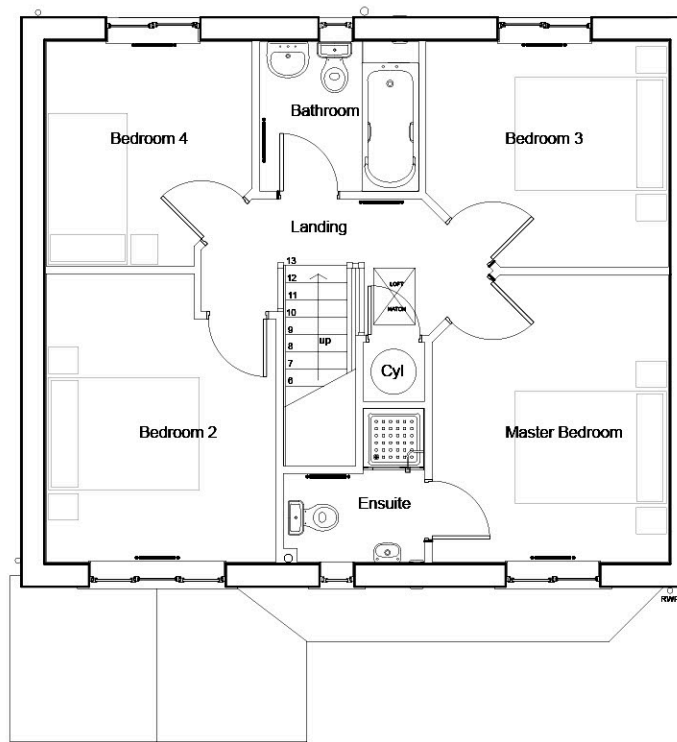 Bathroom
Bedroom 4
Bedroom 3
Landing
13
12
11
10
9
8
7
6
up
LOFT
HATCH
Cyl
Bedroom 2
Master Bedroom
Ensuite
RWP